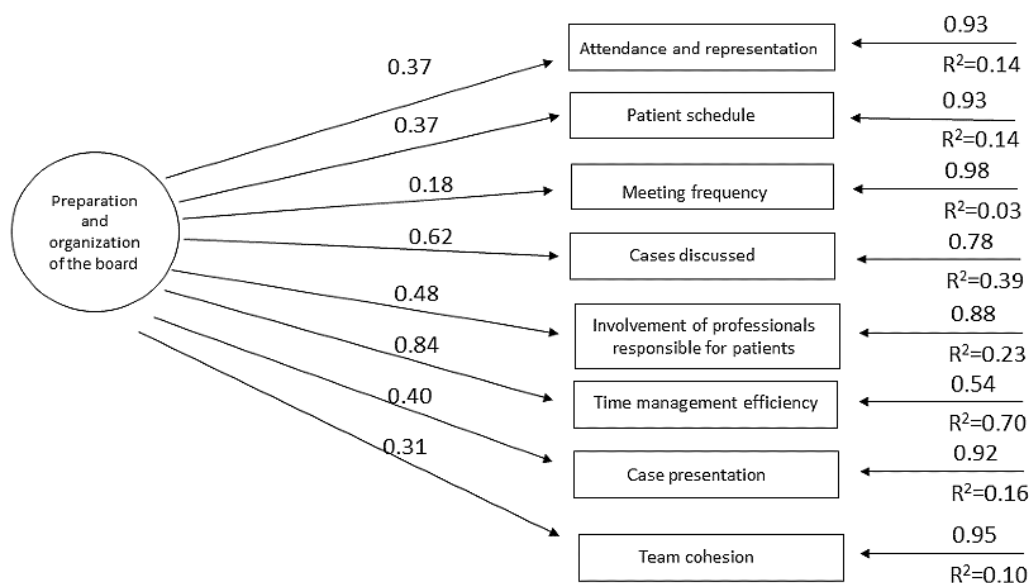 0.93
Attendance and representation
0.37
R²=0.14
0.93
Patient schedule
0.37
R²=0.14
0.98
Meeting frequency
0.18
R²=0.03
Preparation
and
organization
of the board
0.62
0.78
Cases discussed
R²=0.39
0.48
0.88
Involvement of professionals
responsible for patients
R²=0.23
0.84
0.54
Time management efficiency
0.40
R²=0.70
0.92
0.31
Case presentation
R²=0.16
0.95
Team cohesion
R²=0.10